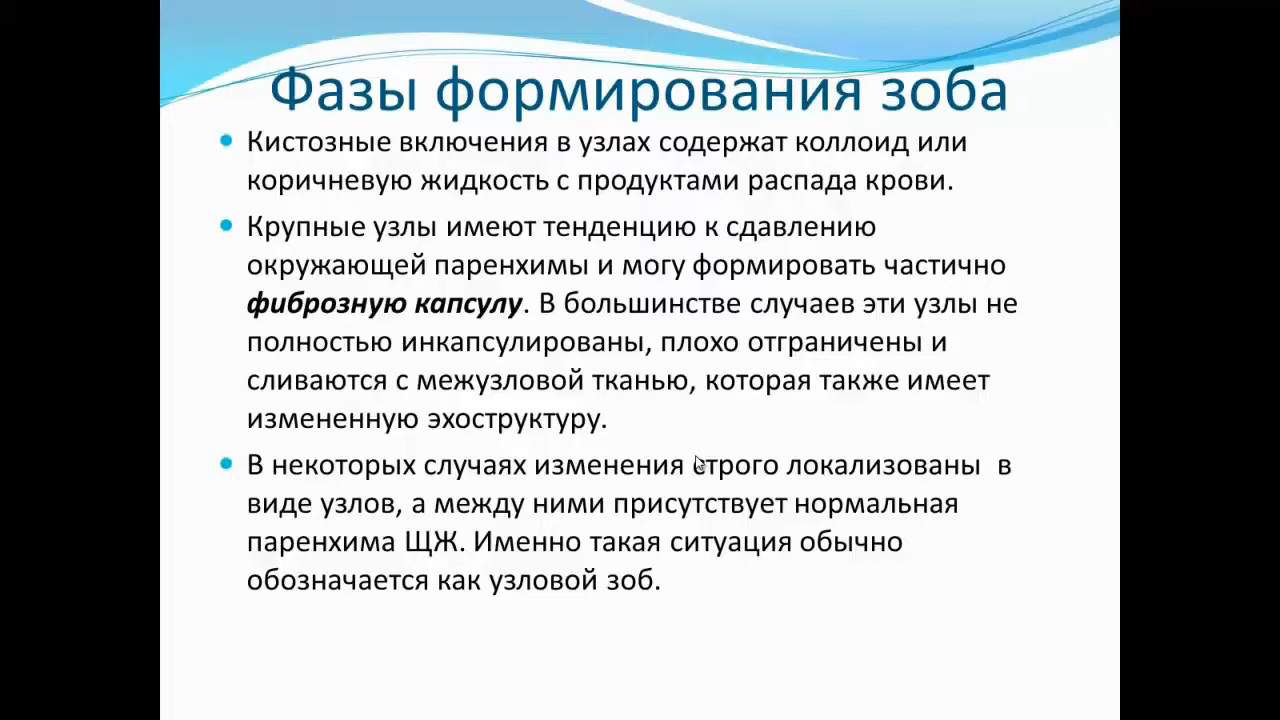 Фазы формирования зоба
Кистозные включения в узлах содержат коллоид или
коричневую жидкость с продуктами распада крови.
Крупные узлы имеют тенденцию к сдавлению
окружающей паренхимы и могу формировать частично
фиброзную капсулу. В большинстве случаев эти узлы не
полностью инкапсулированы, плохо отграничены и
сливаются с межузловой тканью, которая также имеет
измененную эхоструктуру.
В некоторых случаях изменения строго локализованы  в
виде узлов, а между ними присутствует нормальная
паренхима ЩЖ. Именно такая ситуация обычно
обозначается как узловой зоб.